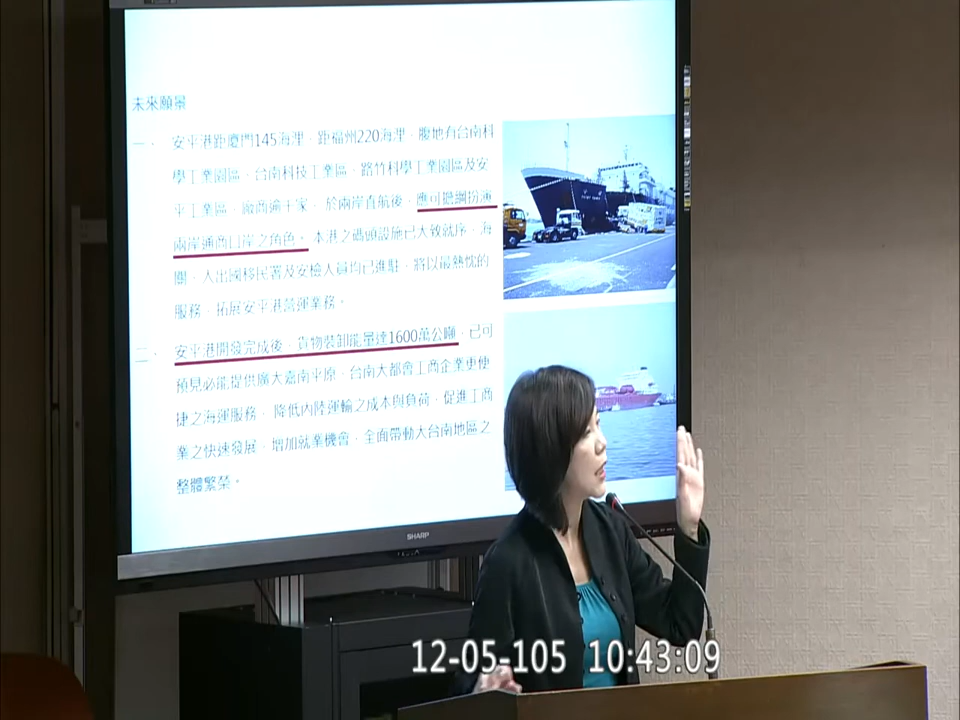 未來願景
一、 安平港距廈門145海浬，距福州220海浬，腹地有台南科
學工業園區、台南科技工業區、路竹科學工業園區及安
平工業區，廠商逾千家，於兩岸直航後，應可擔綱扮演
兩岸通商口岸之角色。本港之碼頭設施已大致就序，海
關、入出國移民署及安檢人員均已進駐，將以最熱忱的
服務，拓展安平港營運業務。
二、 安平港開發完成後，貨物裝卸能量達1600萬公噸，已可
預見必能提供廣大嘉南平原、台南大都會工商企業更便
捷之海運服務，降低內陸運輸之成本與負荷，促進工商
業之快速發展，增加就業機會，全面帶動大台南地區之
整體繁榮。
SHARP
12-05-105 10:43:09